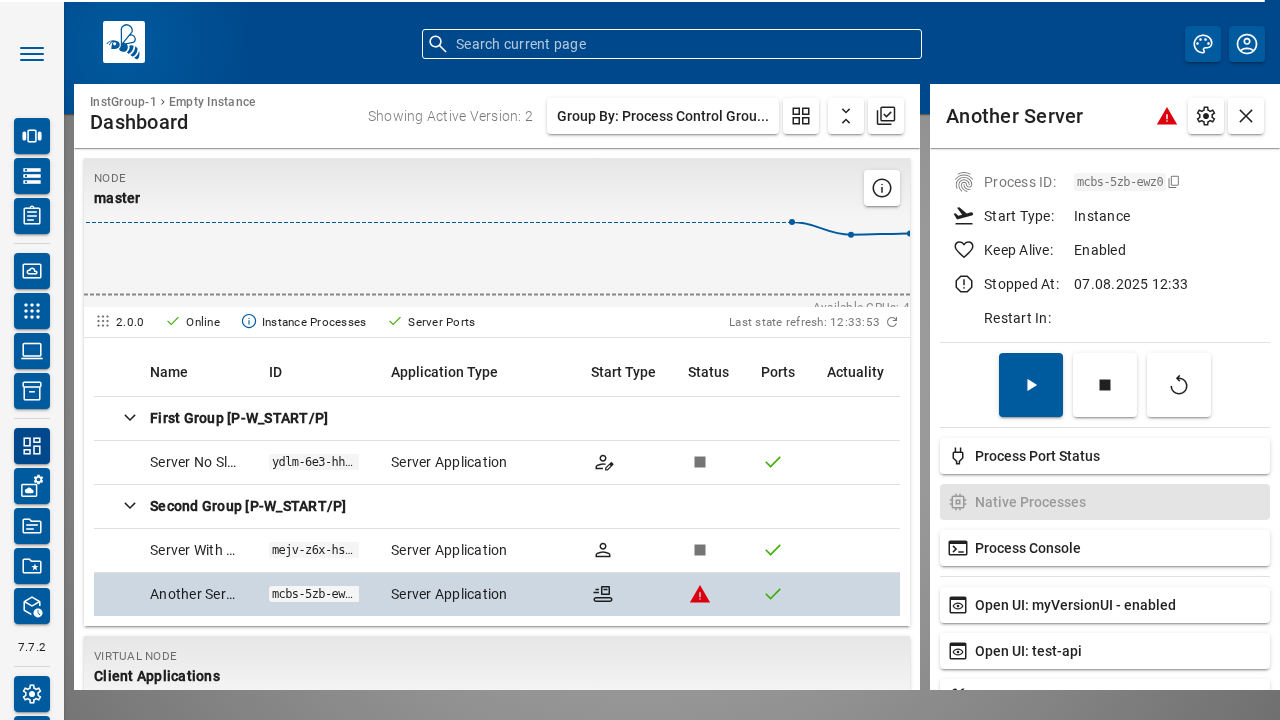 Search current page
InstGroup-1 › Empty Instance
Dashboard
Showing Active Version: 2
Group By: Process Control Grou...
NODE
master
Available CPUs: 4
2.0.0
Online
Instance Processes
Server Ports
Last state refresh: 12:33:53
Name ID Application Type Start Type Status Ports Actuality
First Group [P-W_START/P]
Server No Sl... ydlm-6e3-hh... Server Application
Second Group [P-W_START/P]
Server With ... mejv-z6x-hs... Server Application
Another Ser... mcbs-5zb-ew... Server Application
VIRTUAL NODE
Client Applications
7.7.2
Another Server
Process ID: mcbs-5zb-ewz0
Start Type: Instance
Keep Alive: Enabled
Stopped At: 07.08.2025 12:33
Restart In:
Process Port Status
Native Processes
Process Console
Open UI: myVersionUI - enabled
Open UI: test-api